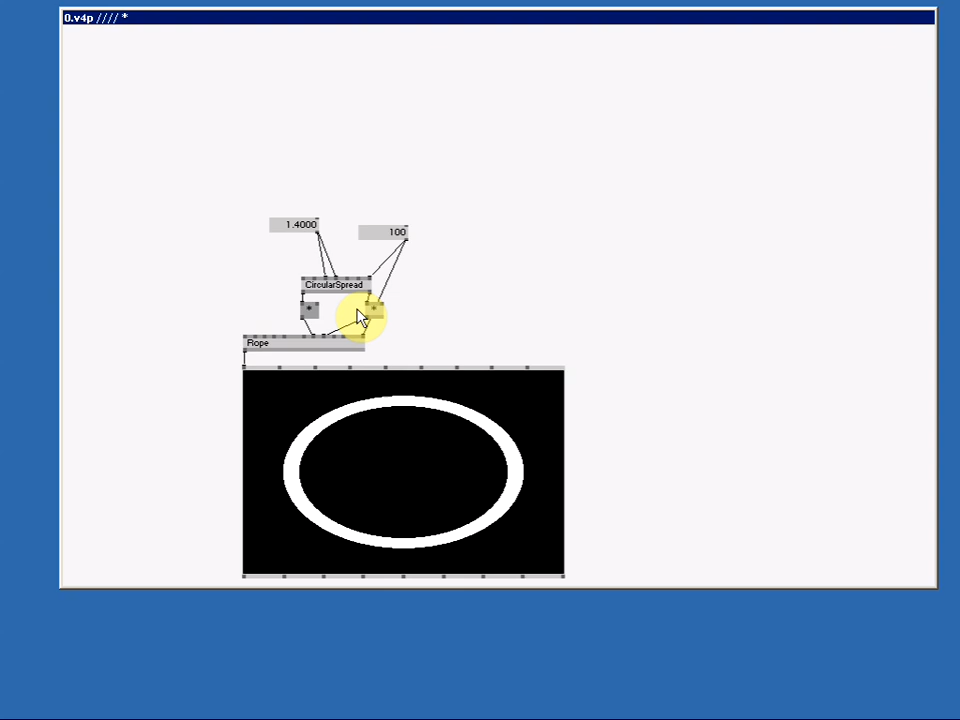 0.v4p //// *
1.4000
100
CircularSpread
* *
Rope